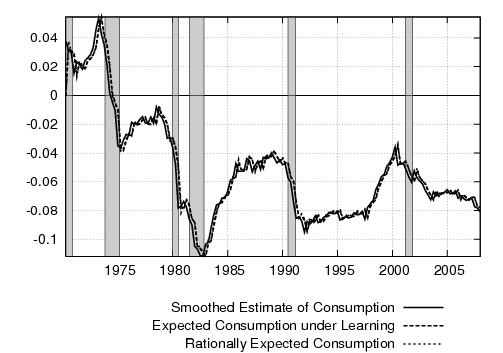 0.04
0.02
0
-0.02
-0.04
-0.06
-0.08
-0.1
1975 1980 1985 1990 1995 2000 2005
Smoothed Estimate of Consumption
Expected Consumption under Learning
Rationally Expected Consumption